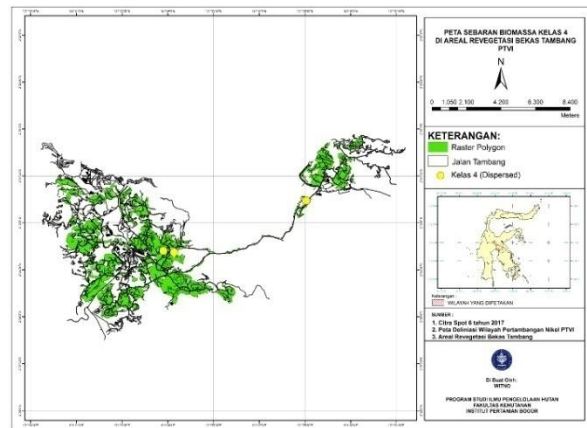 PETA SEBARAN BIOMASSA KELAS 4
DI AREAL REVEGETASI BEKAS TAMBANG
PTVI
N
0 1.050 2.100 4.200 6.300 8.400
Meters
KETERANGAN:
Raster Polygon
Jalan Tambang
Kelas 4 (Dispersed)
Keterangan :
WILAYAH YANG DIPETAKAN
SUMBER :
1. Citra Spot 6 tahun 2017
2. Peta Deliniasi Wilayah Pertambangan Nikel PTVI
3. Areal Revegetasi Bekas Tambang
Di Buat Oleh:
WITNO
PROGRAM STUDI ILMU PENGELOLAAN HUTAN
FAKULTAS KEHUTANAN
INSTITUT PERTANIAN BOGOR